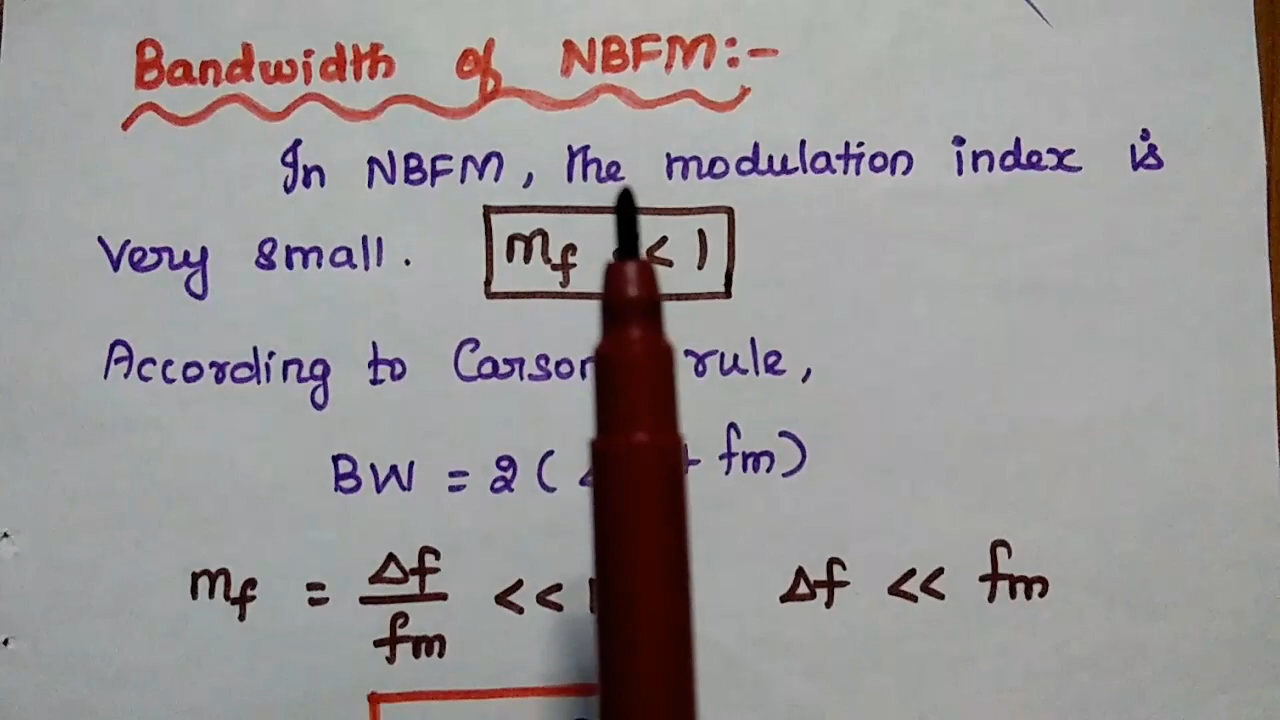 Bandwidth of NBFM:-
In NBFM, the modulation index is
very small. mf < 1
According to rule,
BW = 2( + fm)
mf = Δf/fm << Δf << fm